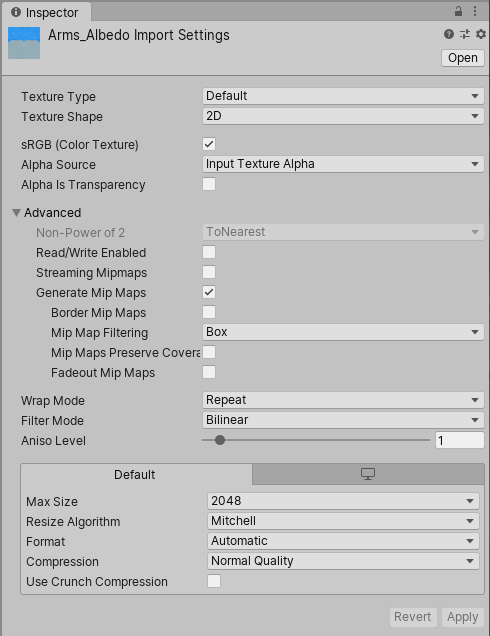 Inspector
Arms_Albedo Import Settings
Open
Texture Type Default
Texture Shape 2D
sRGB (Color Texture)
Alpha Source Input Texture Alpha
Alpha Is Transparency
Advanced
Non-Power of 2 ToNearest
Read/Write Enabled
Streaming Mipmaps
Generate Mip Maps
Border Mip Maps
Mip Map Filtering Box
Mip Maps Preserve Covera
Fadeout Mip Maps
Wrap Mode Repeat
Filter Mode Bilinear
Aniso Level 1
Default
Max Size 2048
Resize Algorithm Mitchell
Format Automatic
Compression Normal Quality
Use Crunch Compression
Revert Apply